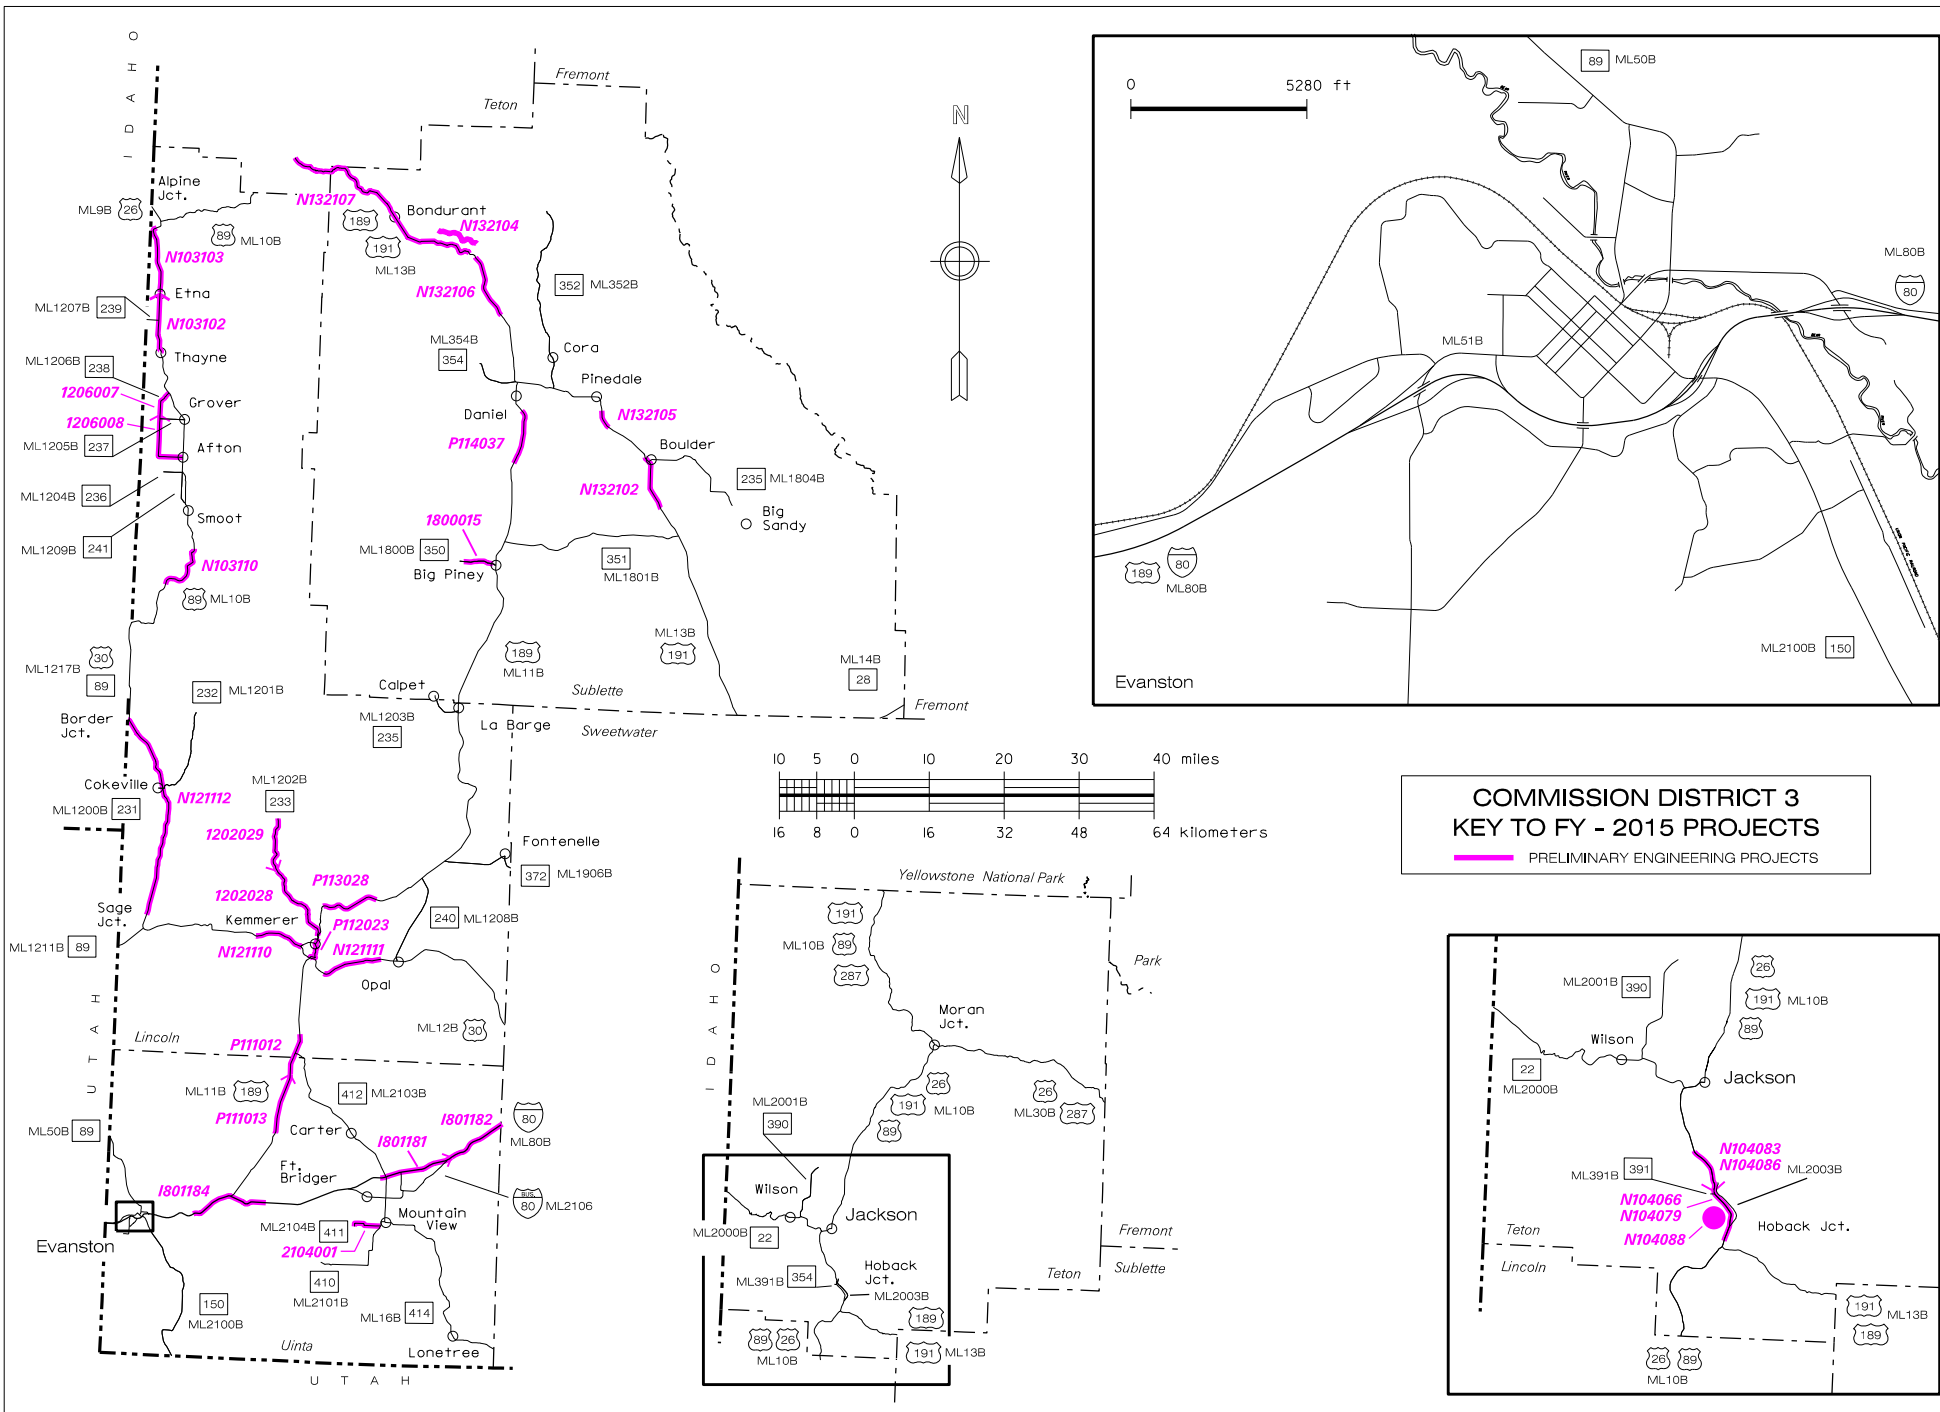 I D A H O
Fremont
Teton
Alpine
Jct.
ML9B 26
89 ML10B
N132107
189
Bondurant
191
ML13B
N132104
N103103
Etna
ML1207B 239
N103102
N132106
352 ML352B
ML354B
354
Cora
Thayne
ML1206B
238
1206007
Grover
1206008
ML1205B 237
Afton
Pinedale
Daniel
N132105
P114037
Boulder
N132102
235 ML1804B
Big
Sandy
ML1204B 236
Smoot
ML1209B 241
1800015
ML1800B 350
Big Piney
351
ML1801B
N103110
89 ML10B
ML13B
191
189
ML11B
ML14B
28
30
ML1217B
89
232 ML1201B
Calpet
Sublette
Fremont
Border
Jct.
ML1203B
235
La Barge
Sweetwater
Cokeville
ML1200B 231
N121112
ML1202B
233
1202029
Fontenelle
372 ML1906B
P113028
1202028
Sage
Jct.
Kemmerer
P112023
240 ML1208B
ML1211B 89
N121110
N121111
Opal
U T A H
Lincoln
ML12B 30
P111012
ML11B 189
412 ML2103B
P111013
I801182
80
ML80B
ML50B 89
Carter
I801181
Ft.
Bridger
I801184
BUS.
80 ML2106
Mountain
View
ML2104B 411
2104001
Evanston
410
ML2101B
150
ML2100B
ML16B 414
Uinta
Lonetree
U T A H
N
0 5280 ft
89 ML50B
ML80B
80
ML51B
189
80
ML80B
ML2100B 150
Evanston
10 5 0 10 20 30 40 miles
16 8 0 16 32 48 64 kilometers
COMMISSION DISTRICT 3
KEY TO FY - 2015 PROJECTS
PRELIMINARY ENGINEERING PROJECTS
Yellowstone National Park
191
ML10B 89
287
Park
I D A H O
Moran
Jct.
26
191 ML10B
89
26
ML30B 287
ML2001B
390
Wilson
Jackson
ML2000B 22
Hoback
Jct.
ML391B 354
ML2003B
Fremont
Teton
Sublette
89 26
ML10B
189
191 ML13B
ML2001B
390
26
191 ML10B
89
Wilson
22
ML2000B
Jackson
N104083
N104086
ML391B 391
ML2003B
N104066
N104079
Hoback Jct.
N104088
Teton
Lincoln
191
ML13B
189
26 89
ML10B